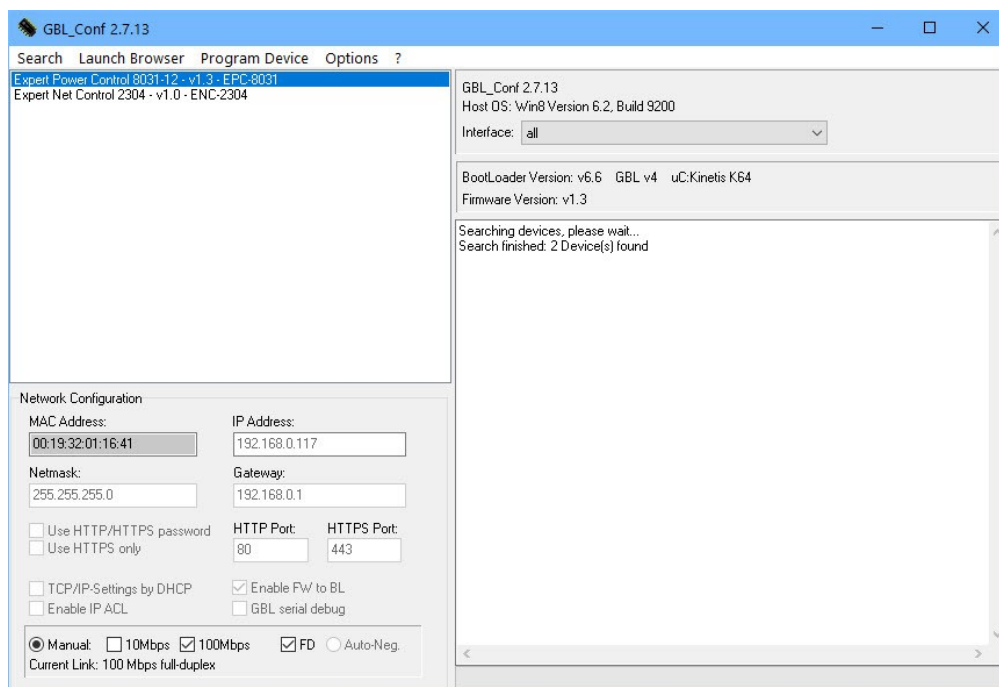 GBL_Conf 2.7.13
Search Launch Browser Program Device Options ?
Expert Power Control 8031-12 - v1.3 - EPC-8031
Expert Net Control 2304 - v1.0 - ENC-2304
GBL_Conf 2.7.13
Host OS: Win8 Version 6.2, Build 9200
Interface: all
BootLoader Version: v6.6 GBL v4 uC:Kinetis K64
Firmware Version: v1.3
Searching devices, please wait...
Search finished: 2 Device(s) found
Network Configuration
MAC Address: IP Address:
00:19:32:01:16:41 192.168.0.117
Netmask: Gateway:
255.255.255.0 192.168.0.1
Use HTTP/HTTPS password HTTP Port: HTTPS Port:
Use HTTPS only 80 443
TCP/IP-Settings by DHCP Enable FW to BL
Enable IP ACL GBL serial debug
Manual: 10Mbps 100Mbps FD Auto-Neg.
Current Link: 100 Mbps full-duplex